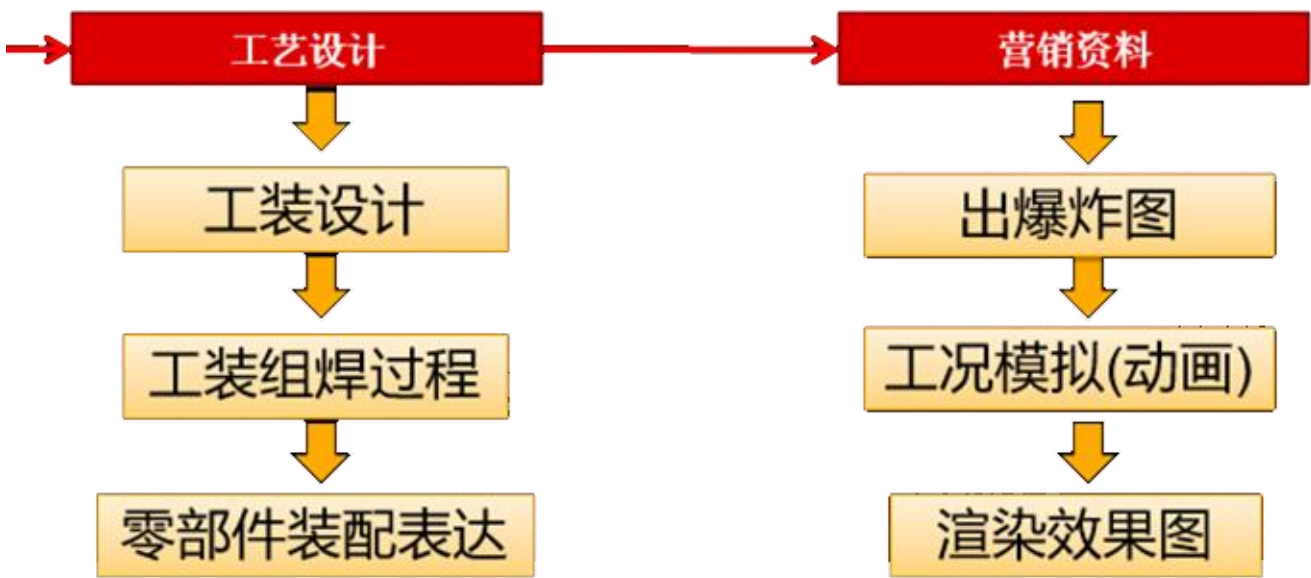 工艺设计
营销资料
工装设计
出爆炸图
工装组焊过程
工况模拟(动画)
零部件装配表达
渲染效果图